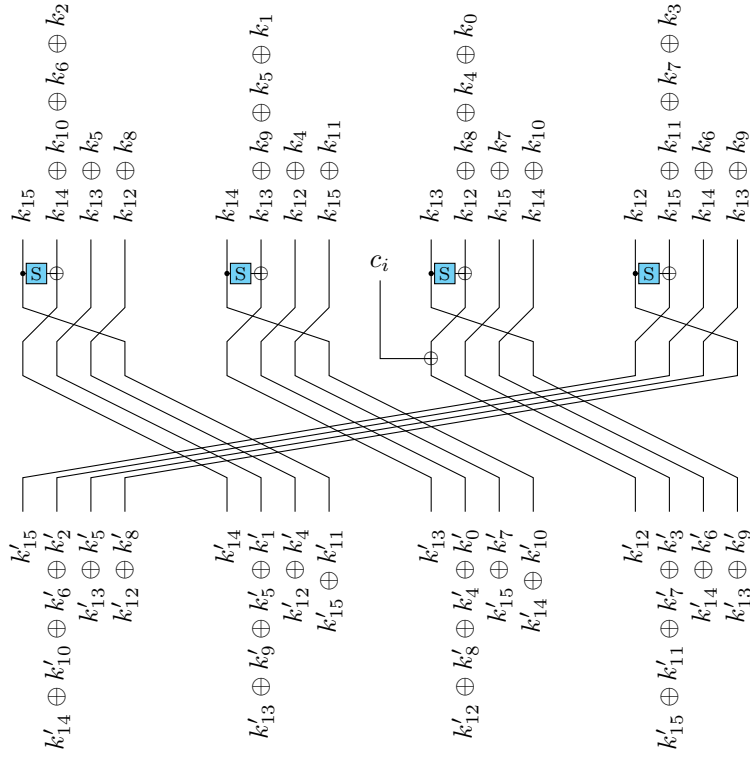 k′₁₅ k₁₅
S
k′₁₄ ⊕ k′₁₀ ⊕ k′₆ ⊕ k′₂ k₁₄ ⊕ k₁₀ ⊕ k₆ ⊕ k₂
k′₁₃ ⊕ k′₅ k₁₃ ⊕ k₅
k′₁₂ ⊕ k′₈ k₁₂ ⊕ k₈
k′₁₄ k₁₄
S
k′₁₃ ⊕ k′₉ ⊕ k′₅ ⊕ k′₁ k₁₃ ⊕ k₉ ⊕ k₅ ⊕ k₁
k′₁₂ ⊕ k′₄ k₁₂ ⊕ k₄
k′₁₅ ⊕ k′₁₁ k₁₅ ⊕ k₁₁
cᵢ
k′₁₃ k₁₃
S
k′₁₂ ⊕ k′₈ ⊕ k′₄ ⊕ k′₀ k₁₂ ⊕ k₈ ⊕ k₄ ⊕ k₀
k′₁₅ ⊕ k′₇ k₁₅ ⊕ k₇
k′₁₄ ⊕ k′₁₀ k₁₄ ⊕ k₁₀
k′₁₂ k₁₂
S
k′₁₅ ⊕ k′₁₁ ⊕ k′₇ ⊕ k′₃ k₁₅ ⊕ k₁₁ ⊕ k₇ ⊕ k₃
k′₁₄ ⊕ k′₆ k₁₄ ⊕ k₆
k′₁₃ ⊕ k′₉ k₁₃ ⊕ k₉